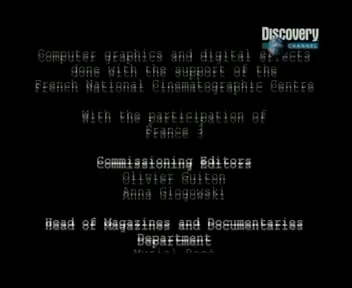 Discovery
CHANNEL
Computer graphics and digital effects
done with the support of the
French National Cinematographic Centre
With the participation of
France 3
Commissioning Editors
Olivier Guiton
Anna Glogowski
Head of Magazines and Documentaries
Department
Muriel